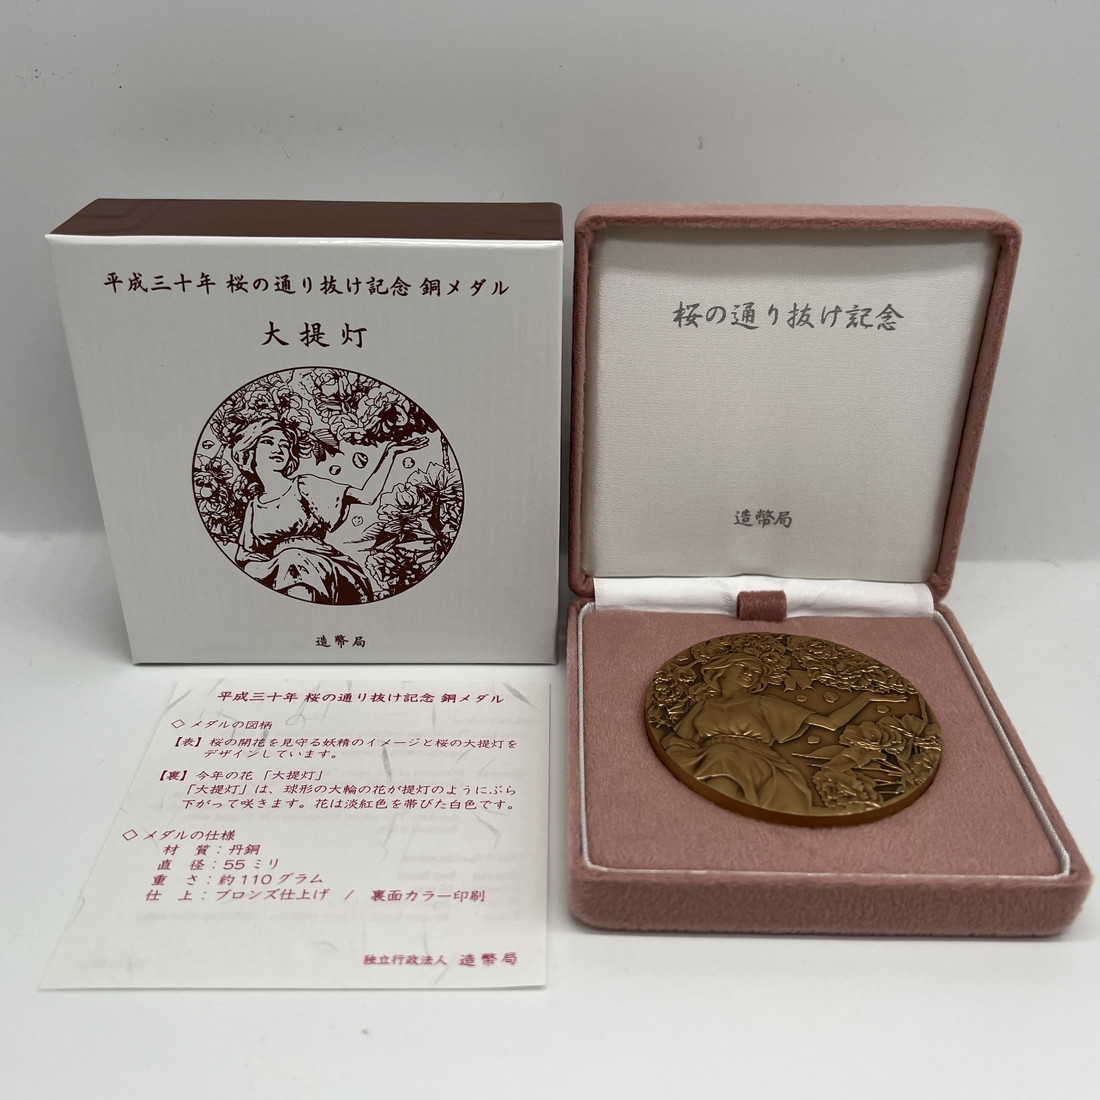 平成三十年 桜の通り抜け記念 銅メダル
大提灯
造幣局
桜の通り抜け記念
造幣局
平成三十年 桜の通り抜け記念 銅メダル
◇メダルの図柄
【表】桜の開花を見守る妖精のイメージと桜の大提灯を
デザインしています。
【裏】今年の花「大提灯」
「大提灯」は、球形の大輪の花が提灯のようにぶら
下がって咲きます。花は淡紅色を帯びた白色です。
◇メダルの仕様
材 質：丹銅
直 径：55ミリ
重 さ：約110グラム
仕 上：ブロンズ仕上げ / 裏面カラー印刷
独立行政法人 造幣局